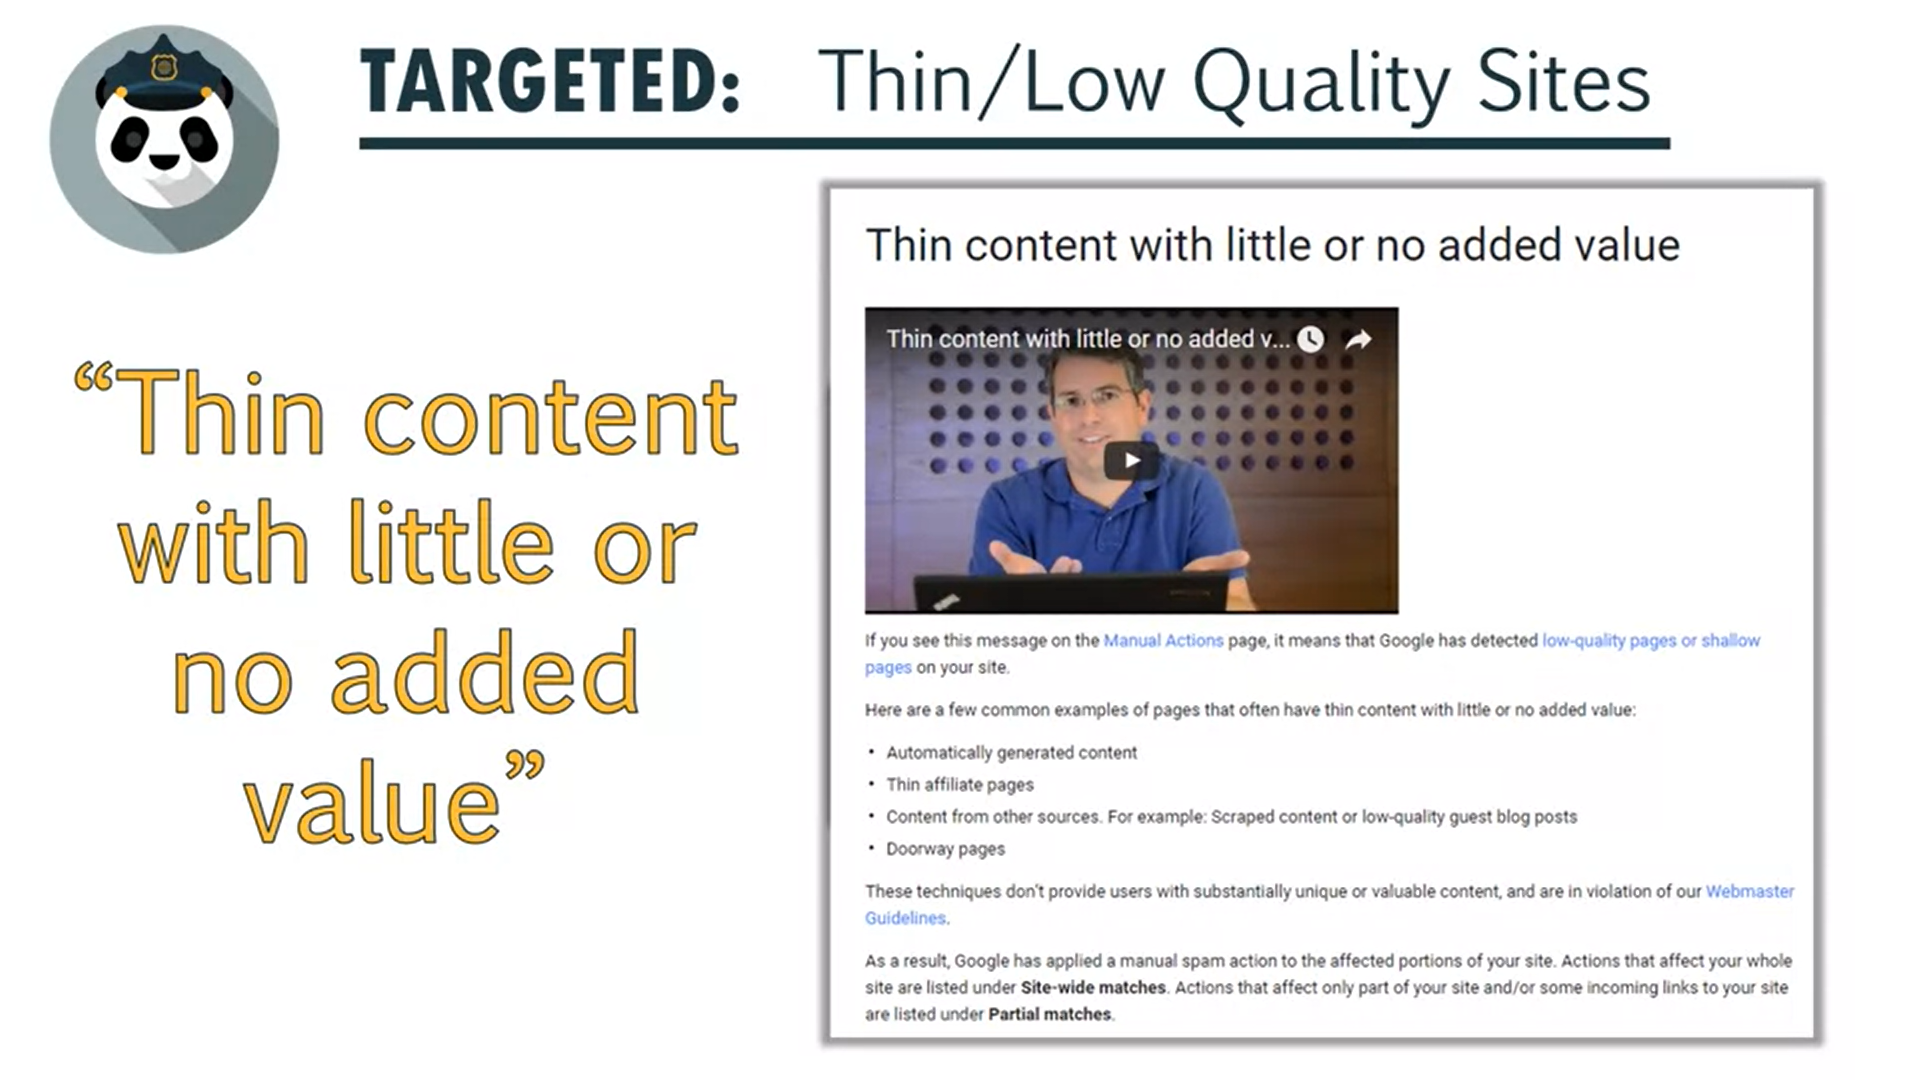 TARGETED: Thin/Low Quality Sites
“Thin content
with little or
no added
value”
Thin content with little or no added value
Thin content with little or no added v...
If you see this message on the Manual Actions page, it means that Google has detected low-quality pages or shallow
pages on your site.
Here are a few common examples of pages that often have thin content with little or no added value:
• Automatically generated content
• Thin affiliate pages
• Content from other sources. For example: Scraped content or low-quality guest blog posts
• Doorway pages
These techniques don't provide users with substantially unique or valuable content, and are in violation of our Webmaster
Guidelines.
As a result, Google has applied a manual spam action to the affected portions of your site. Actions that affect your whole
site are listed under Site-wide matches. Actions that affect only part of your site and/or some incoming links to your site
are listed under Partial matches.